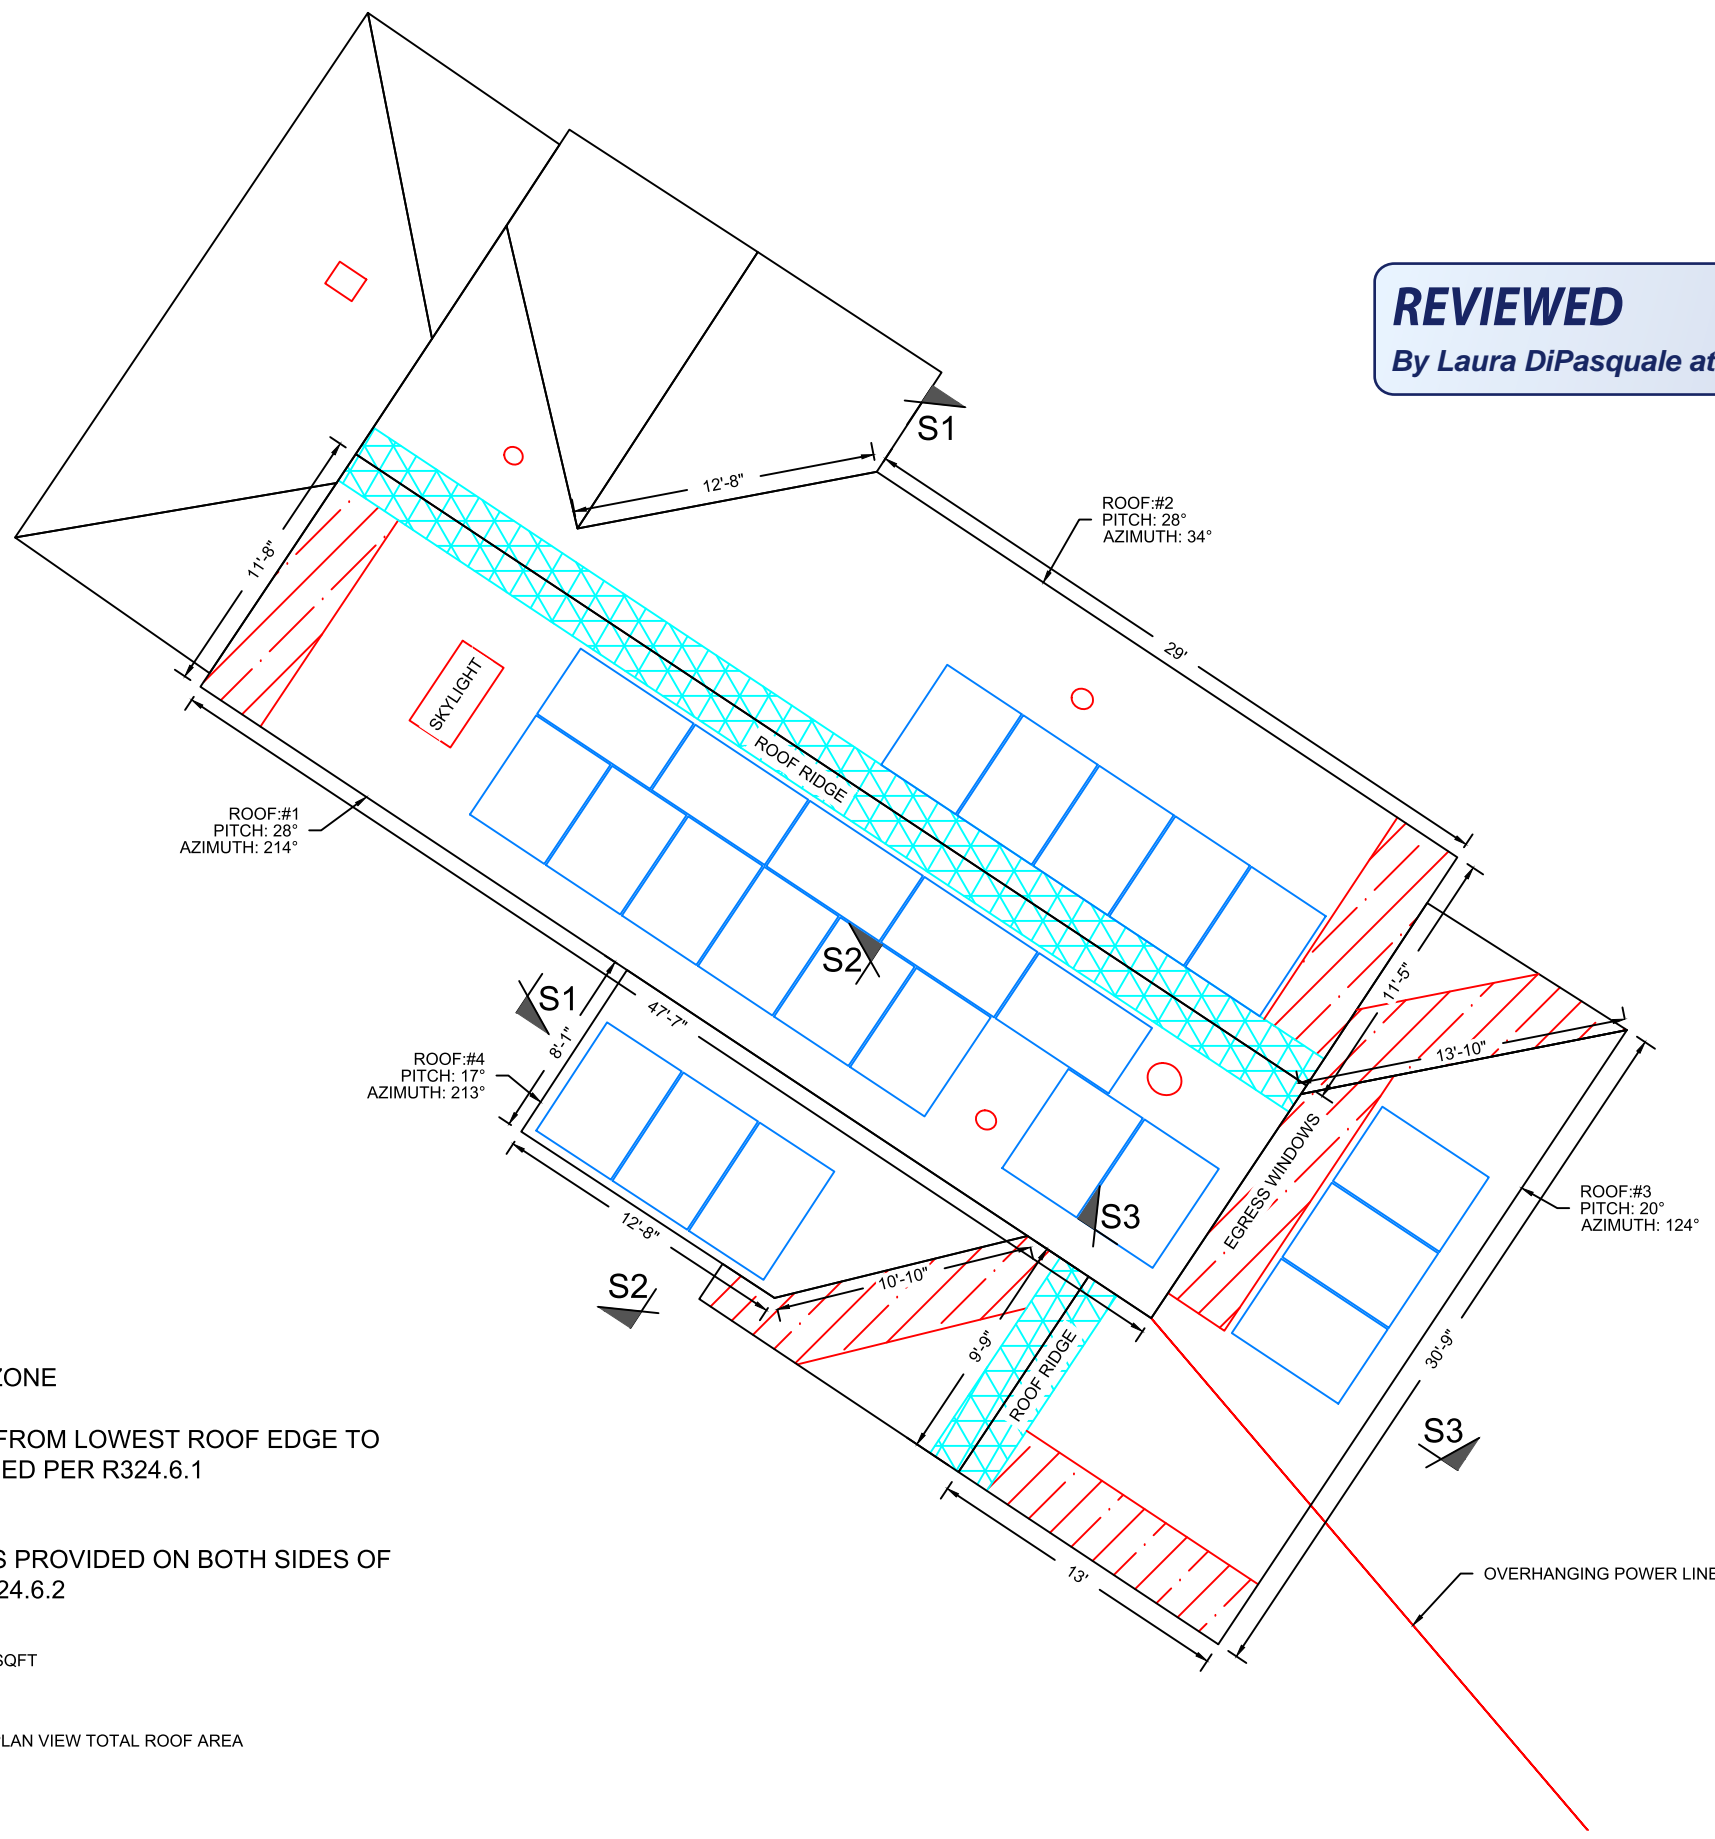 REVIEWED
By Laura DiPasquale at
S1
12'-8"
ROOF:#2
PITCH: 28°
AZIMUTH: 34°
11'-8"
29'
SKYLIGHT
ROOF RIDGE
ROOF:#1
PITCH: 28°
AZIMUTH: 214°
S2
11'-5"
S1
47'-7"
8'-1"
13'-10"
ROOF:#4
PITCH: 17°
AZIMUTH: 213°
EGRESS WINDOWS
ROOF:#3
PITCH: 20°
AZIMUTH: 124°
S3
12'-8"
10'-10"
S2
9'-9"
30'-9"
ROOF RIDGE
ZONE
S3
FROM LOWEST ROOF EDGE TO
ED PER R324.6.1
S PROVIDED ON BOTH SIDES OF
24.6.2
13'
OVERHANGING POWER LINE
SQFT
PLAN VIEW TOTAL ROOF AREA